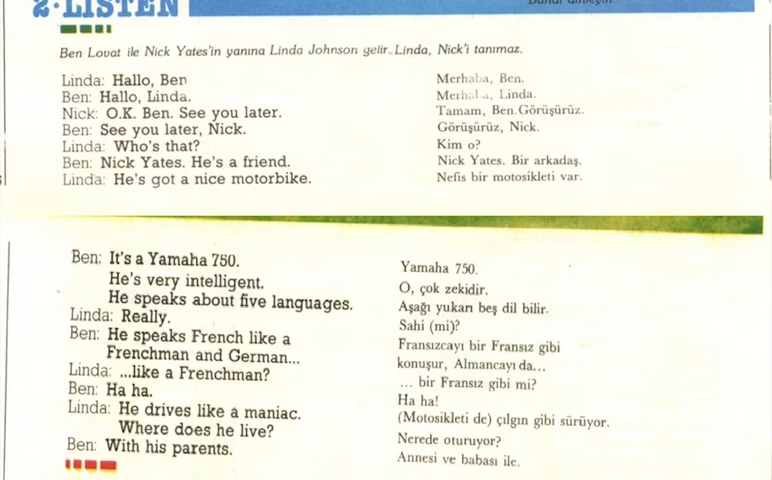 2·LISTEN
Bunu dinleyin
Ben Lovat ile Nick Yates'in yanına Linda Johnson gelir. Linda, Nick'i tanımaz.
Linda: Hallo, Ben
Ben: Hallo, Linda.
Nick: O.K. Ben. See you later.
Ben: See you later, Nick.
Linda: Who's that?
Ben: Nick Yates. He's a friend.
Linda: He's got a nice motorbike.
Merhaba, Ben.
Merhaba, Linda.
Tamam, Ben. Görüşürüz.
Görüşürüz, Nick.
Kim o?
Nick Yates. Bir arkadaş.
Nefis bir motosikleti var.
Ben: It's a Yamaha 750.
He's very intelligent.
He speaks about five languages.
Linda: Really.
Ben: He speaks French like a
Frenchman and German...
Linda: ...like a Frenchman?
Ben: Ha ha.
Linda: He drives like a maniac.
Where does he live?
Ben: With his parents.
Yamaha 750.
O, çok zekidir.
Aşağı yukarı beş dil bilir.
Sahi (mi)?
Fransızcayı bir Fransız gibi
konuşur, Almancayı da...
... bir Fransız gibi mi?
Ha ha!
(Motosikleti de) çılgın gibi sürüyor.
Nerede oturuyor?
Annesi ve babası ile.